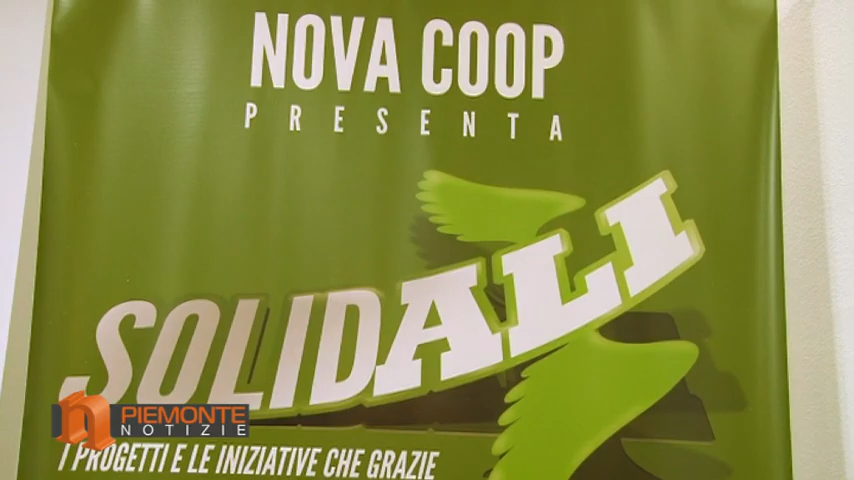 NOVA COOP
PRESENTA
SOLIDALI
PIEMONTE
NOTIZIE
I PROGETTI E LE INIZIATIVE CHE GRAZIE